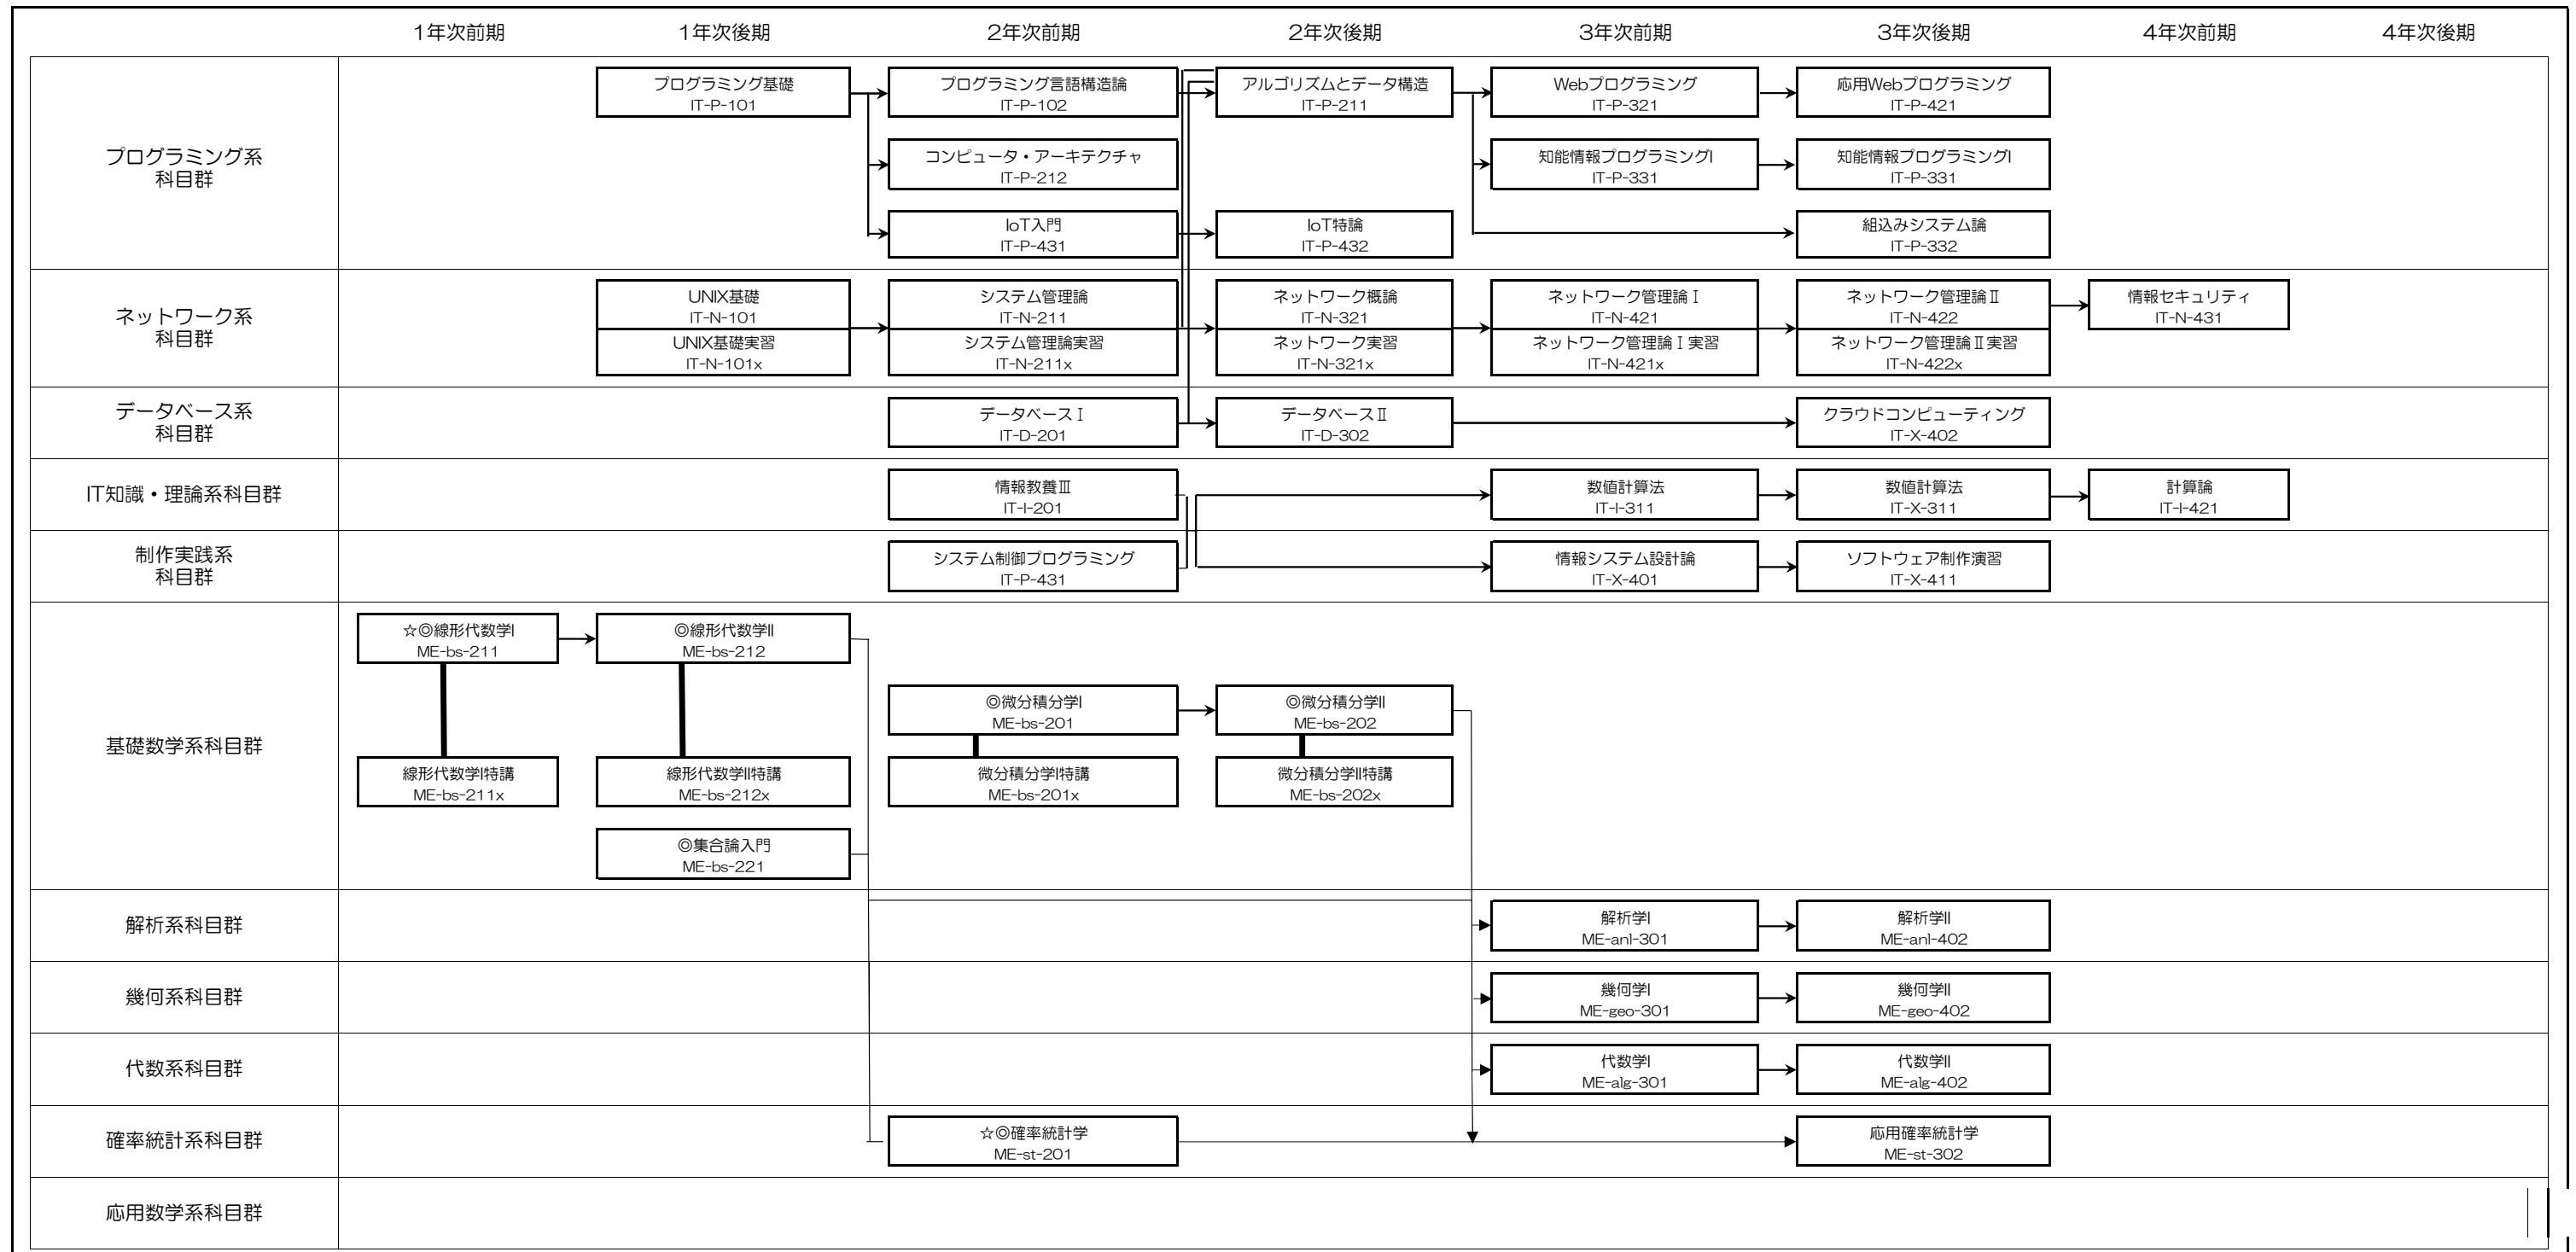 1年次前期
1年次後期
2年次前期
2年次後期
3年次前期
3年次後期
4年次前期
4年次後期
プログラミング系
科目群
プログラミング基礎
IT-P-101
プログラミング言語構造論
IT-P-102
アルゴリズムとデータ構造
IT-P-211
Webプログラミング
IT-P-321
応用Webプログラミング
IT-P-421
コンピュータ・アーキテクチャ
IT-P-212
知能情報プログラミングI
IT-P-331
知能情報プログラミングI
IT-P-331
IoT入門
IT-P-431
IoT特論
IT-P-432
組込みシステム論
IT-P-332
ネットワーク系
科目群
UNIX基礎
IT-N-101
システム管理論
IT-N-211
ネットワーク概論
IT-N-321
ネットワーク管理論Ⅰ
IT-N-421
ネットワーク管理論Ⅱ
IT-N-422
情報セキュリティ
IT-N-431
UNIX基礎実習
IT-N-101x
システム管理論実習
IT-N-211x
ネットワーク実習
IT-N-321x
ネットワーク管理論Ⅰ実習
IT-N-421x
ネットワーク管理論Ⅱ実習
IT-N-422x
データベース系
科目群
データベースⅠ
IT-D-201
データベースⅡ
IT-D-302
クラウドコンピューティング
IT-X-402
IT知識・理論系科目群
情報教養Ⅲ
IT-I-201
数値計算法
IT-I-311
数値計算法
IT-X-311
計算論
IT-I-421
制作実践系
科目群
システム制御プログラミング
IT-P-431
情報システム設計論
IT-X-401
ソフトウェア制作演習
IT-X-411
基礎数学系科目群
☆◎線形代数学I
ME-bs-211
◎線形代数学II
ME-bs-212
◎微分積分学I
ME-bs-201
◎微分積分学II
ME-bs-202
線形代数学I特講
ME-bs-211x
線形代数学II特講
ME-bs-212x
微分積分学I特講
ME-bs-201x
微分積分学II特講
ME-bs-202x
◎集合論入門
ME-bs-221
解析系科目群
解析学I
ME-anl-301
解析学II
ME-anl-402
幾何系科目群
幾何学I
ME-geo-301
幾何学II
ME-geo-402
代数系科目群
代数学I
ME-alg-301
代数学II
ME-alg-402
確率統計系科目群
☆◎確率統計学
ME-st-201
応用確率統計学
ME-st-302
応用数学系科目群